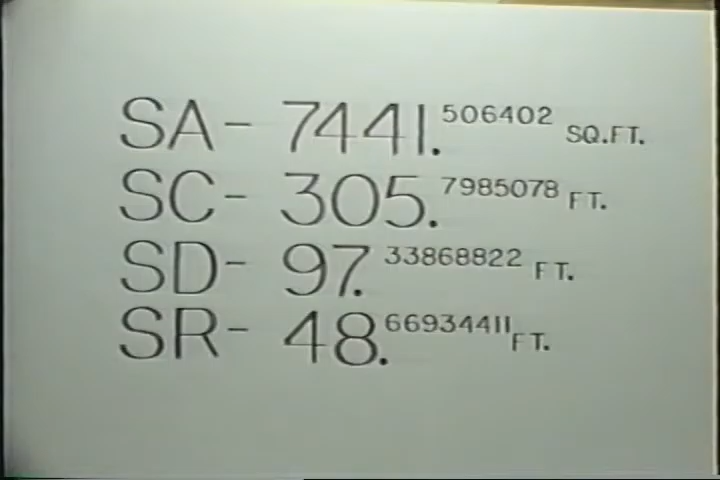 SA- 7441.506402 SQ.FT.
SC- 305.7985078 FT.
SD- 97.33868822 FT.
SR- 48.66934411 FT.